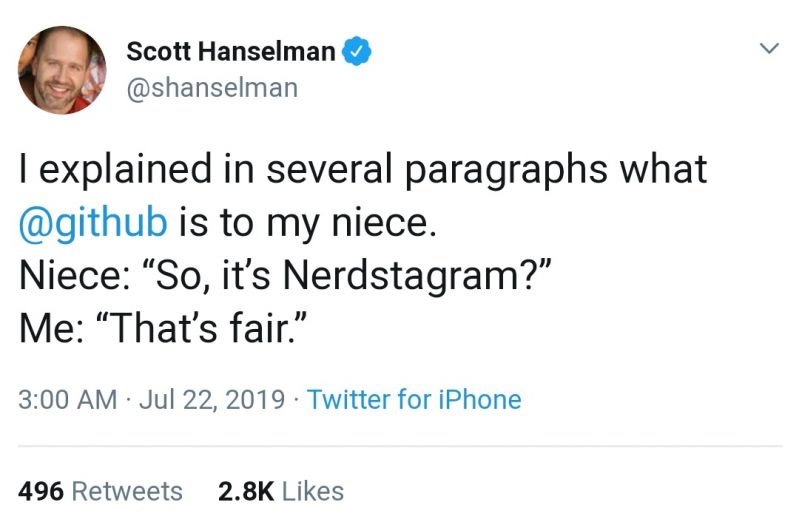 Scott Hanselman
@shanselman
I explained in several paragraphs what
@github is to my niece.
Niece: “So, it’s Nerdstagram?”
Me: “That’s fair.”
3:00 AM · Jul 22, 2019 · Twitter for iPhone
496 Retweets 2.8K Likes